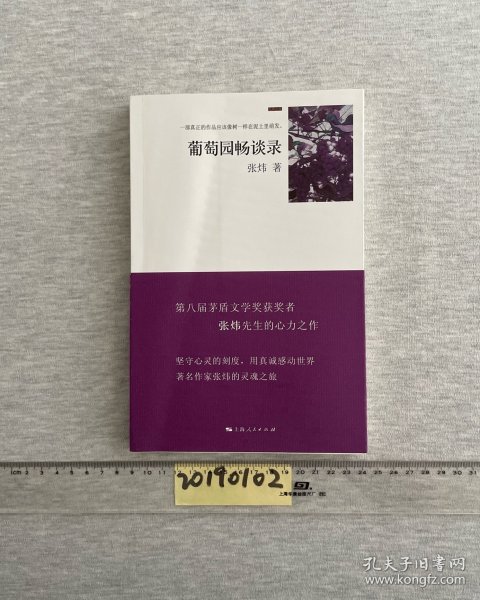 一部真正的作品应该像树一样在泥土里萌发。
葡萄园畅谈录
张炜 著
第八届茅盾文学奖获奖者
张炜先生的心力之作
坚守心灵的刻度，用真诚感动世界
著名作家张炜的灵魂之旅
上海人民出版社
20190102
孔夫子旧书网
www.kongfz.com